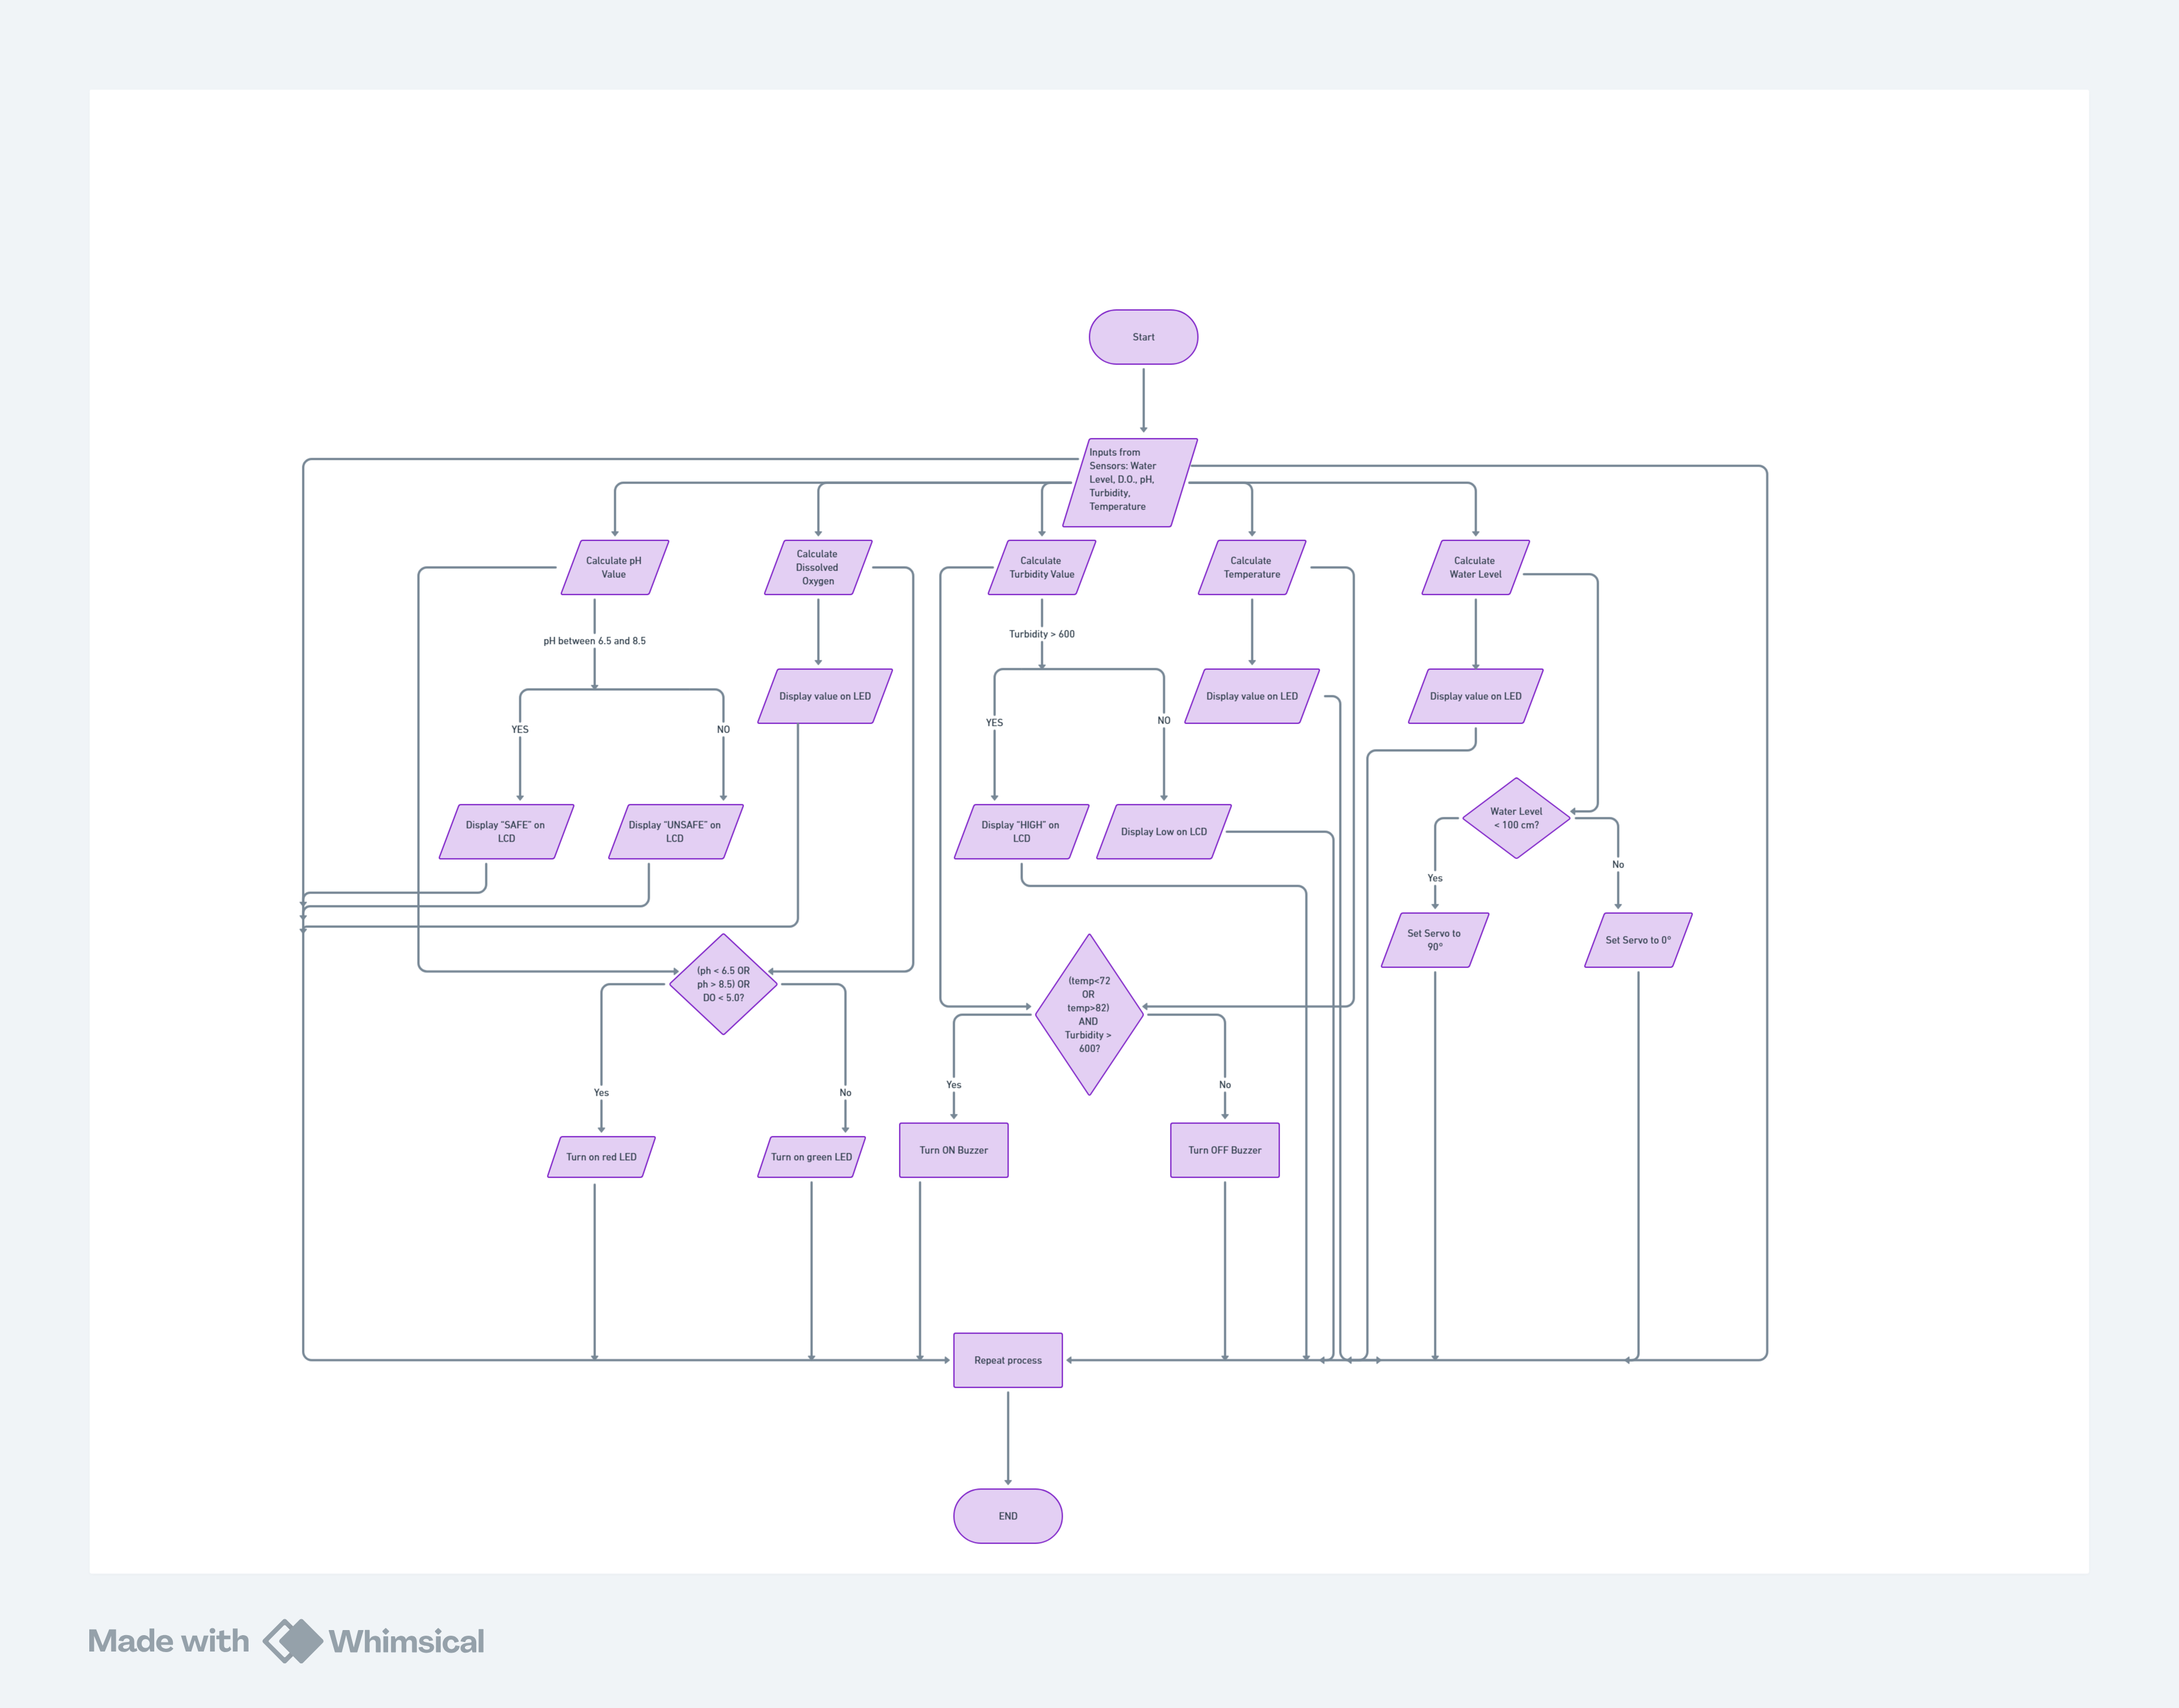 Start
Inputs from
Sensors: Water
Level, D.O., pH,
Turbidity,
Temperature
Calculate pH
Value
Calculate
Dissolved
Oxygen
Calculate
Turbidity Value
Calculate
Temperature
Calculate
Water Level
pH between 6.5 and 8.5
Turbidity > 600
Display value on LED
Display value on LED
Display value on LED
YES
NO
YES
NO
Display "SAFE" on
LCD
Display "UNSAFE" on
LCD
Display "HIGH" on
LCD
Display Low on LCD
Water Level
< 100 cm?
Yes
No
Set Servo to
90°
Set Servo to 0°
(ph < 6.5 OR
ph > 8.5) OR
DO < 5.0?
(temp<72
OR
temp>82)
AND
Turbidity >
600?
Yes
No
Yes
No
Turn on red LED
Turn on green LED
Turn ON Buzzer
Turn OFF Buzzer
Repeat process
END
Made with Whimsical